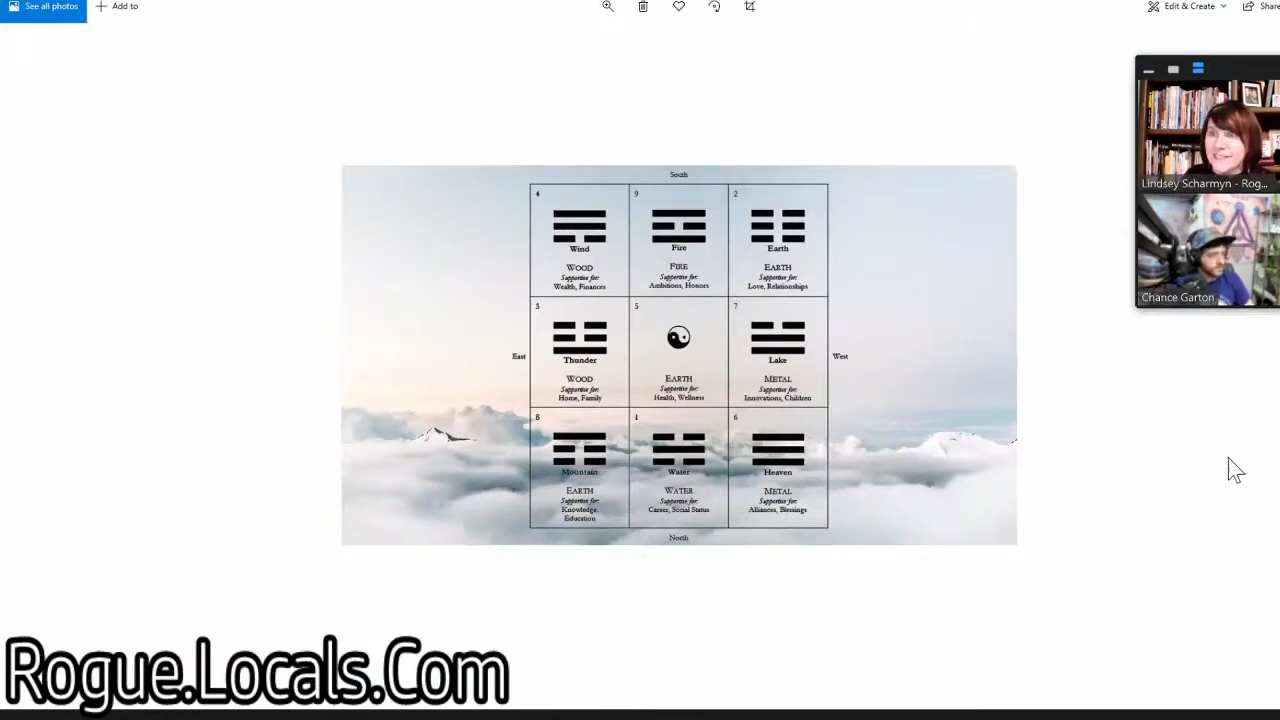 See all photos
Add to
Edit & Create
Share
Lindsey Scharmyn - Rog...
Chance Garton
South
4
9
2
Wind
Fire
Earth
WOOD
FIRE
EARTH
Supportive for:
Supportive for:
Supportive for:
Wealth, Finances
Ambitions, Honors
Love, Relationships
3
5
7
East
Thunder
Lake
West
WOOD
EARTH
METAL
Supportive for:
Supportive for:
Supportive for:
Home, Family
Health, Wellness
Innovations, Children
8
1
6
Mountain
Water
Heaven
EARTH
WATER
METAL
Supportive for:
Supportive for:
Supportive for:
Knowledge,
Career, Social Status
Alliances, Blessings
Education
North
Rogue.Locals.Com